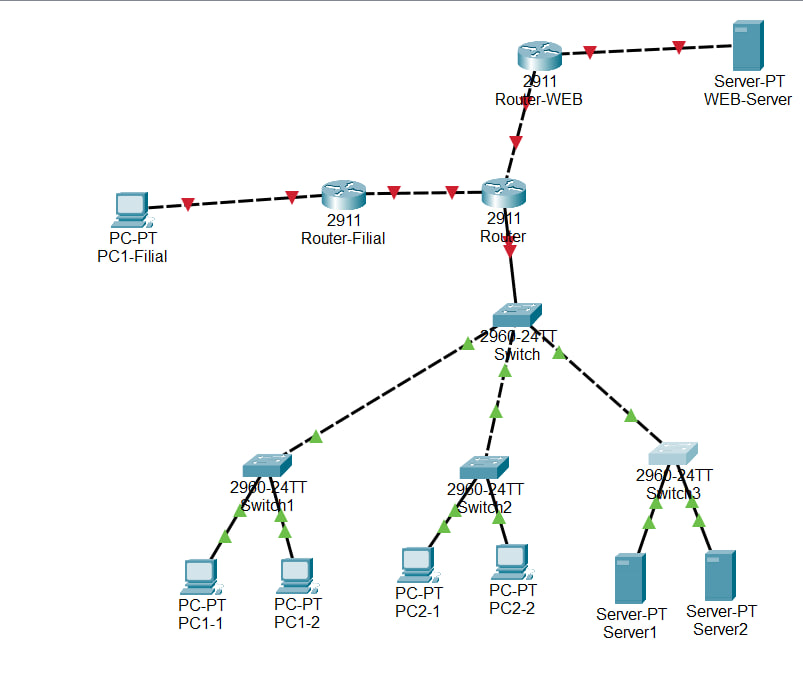 2911
Router-WEB
Server-PT
WEB-Server
PC-PT
PC1-Filial
2911
Router-Filial
2911
Router
2960-24TT
Switch
2960-24TT
Switch1
2960-24TT
Switch2
2960-24TT
Switch3
PC-PT
PC1-1
PC-PT
PC1-2
PC-PT
PC2-1
PC-PT
PC2-2
Server-PT
Server1
Server-PT
Server2